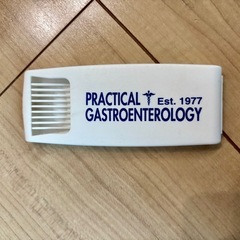 PRACTICAL Est. 1977
GASTROENTEROLOGY